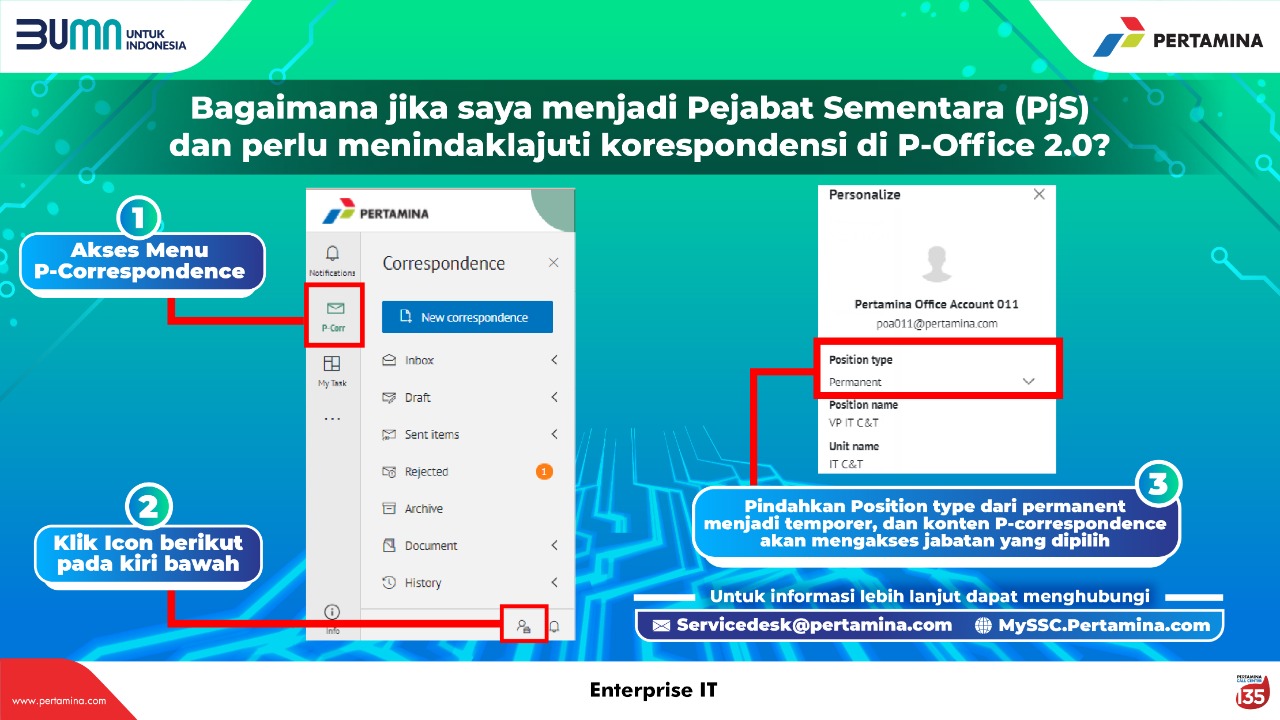 BUMN UNTUK
INDONESIA
PERTAMINA
Bagaimana jika saya menjadi Pejabat Sementara (PjS)
dan perlu menindaklajuti korespondensi di P-Office 2.0?
1
Akses Menu
P-Correspondence
2
Klik Icon berikut
pada kiri bawah
PERTAMINA
Notifications
P-Corr
My Task
...
Info
Correspondence
New correspondence
Inbox
Draft
Sent items
Rejected 1
Archive
Document
History
Personalize
Pertamina Office Account 011
poa011@pertamina.com
Position type
Permanent
Position name
VP IT C&T
Unit name
IT C&T
3
Pindahkan Position type dari permanent
menjadi temporer, dan konten P-correspondence
akan mengakses jabatan yang dipilih
Untuk informasi lebih lanjut dapat menghubungi
Servicedesk@pertamina.com MySSC.Pertamina.com
www.pertamina.com
Enterprise IT
PERTAMINA
CALL CENTER
135